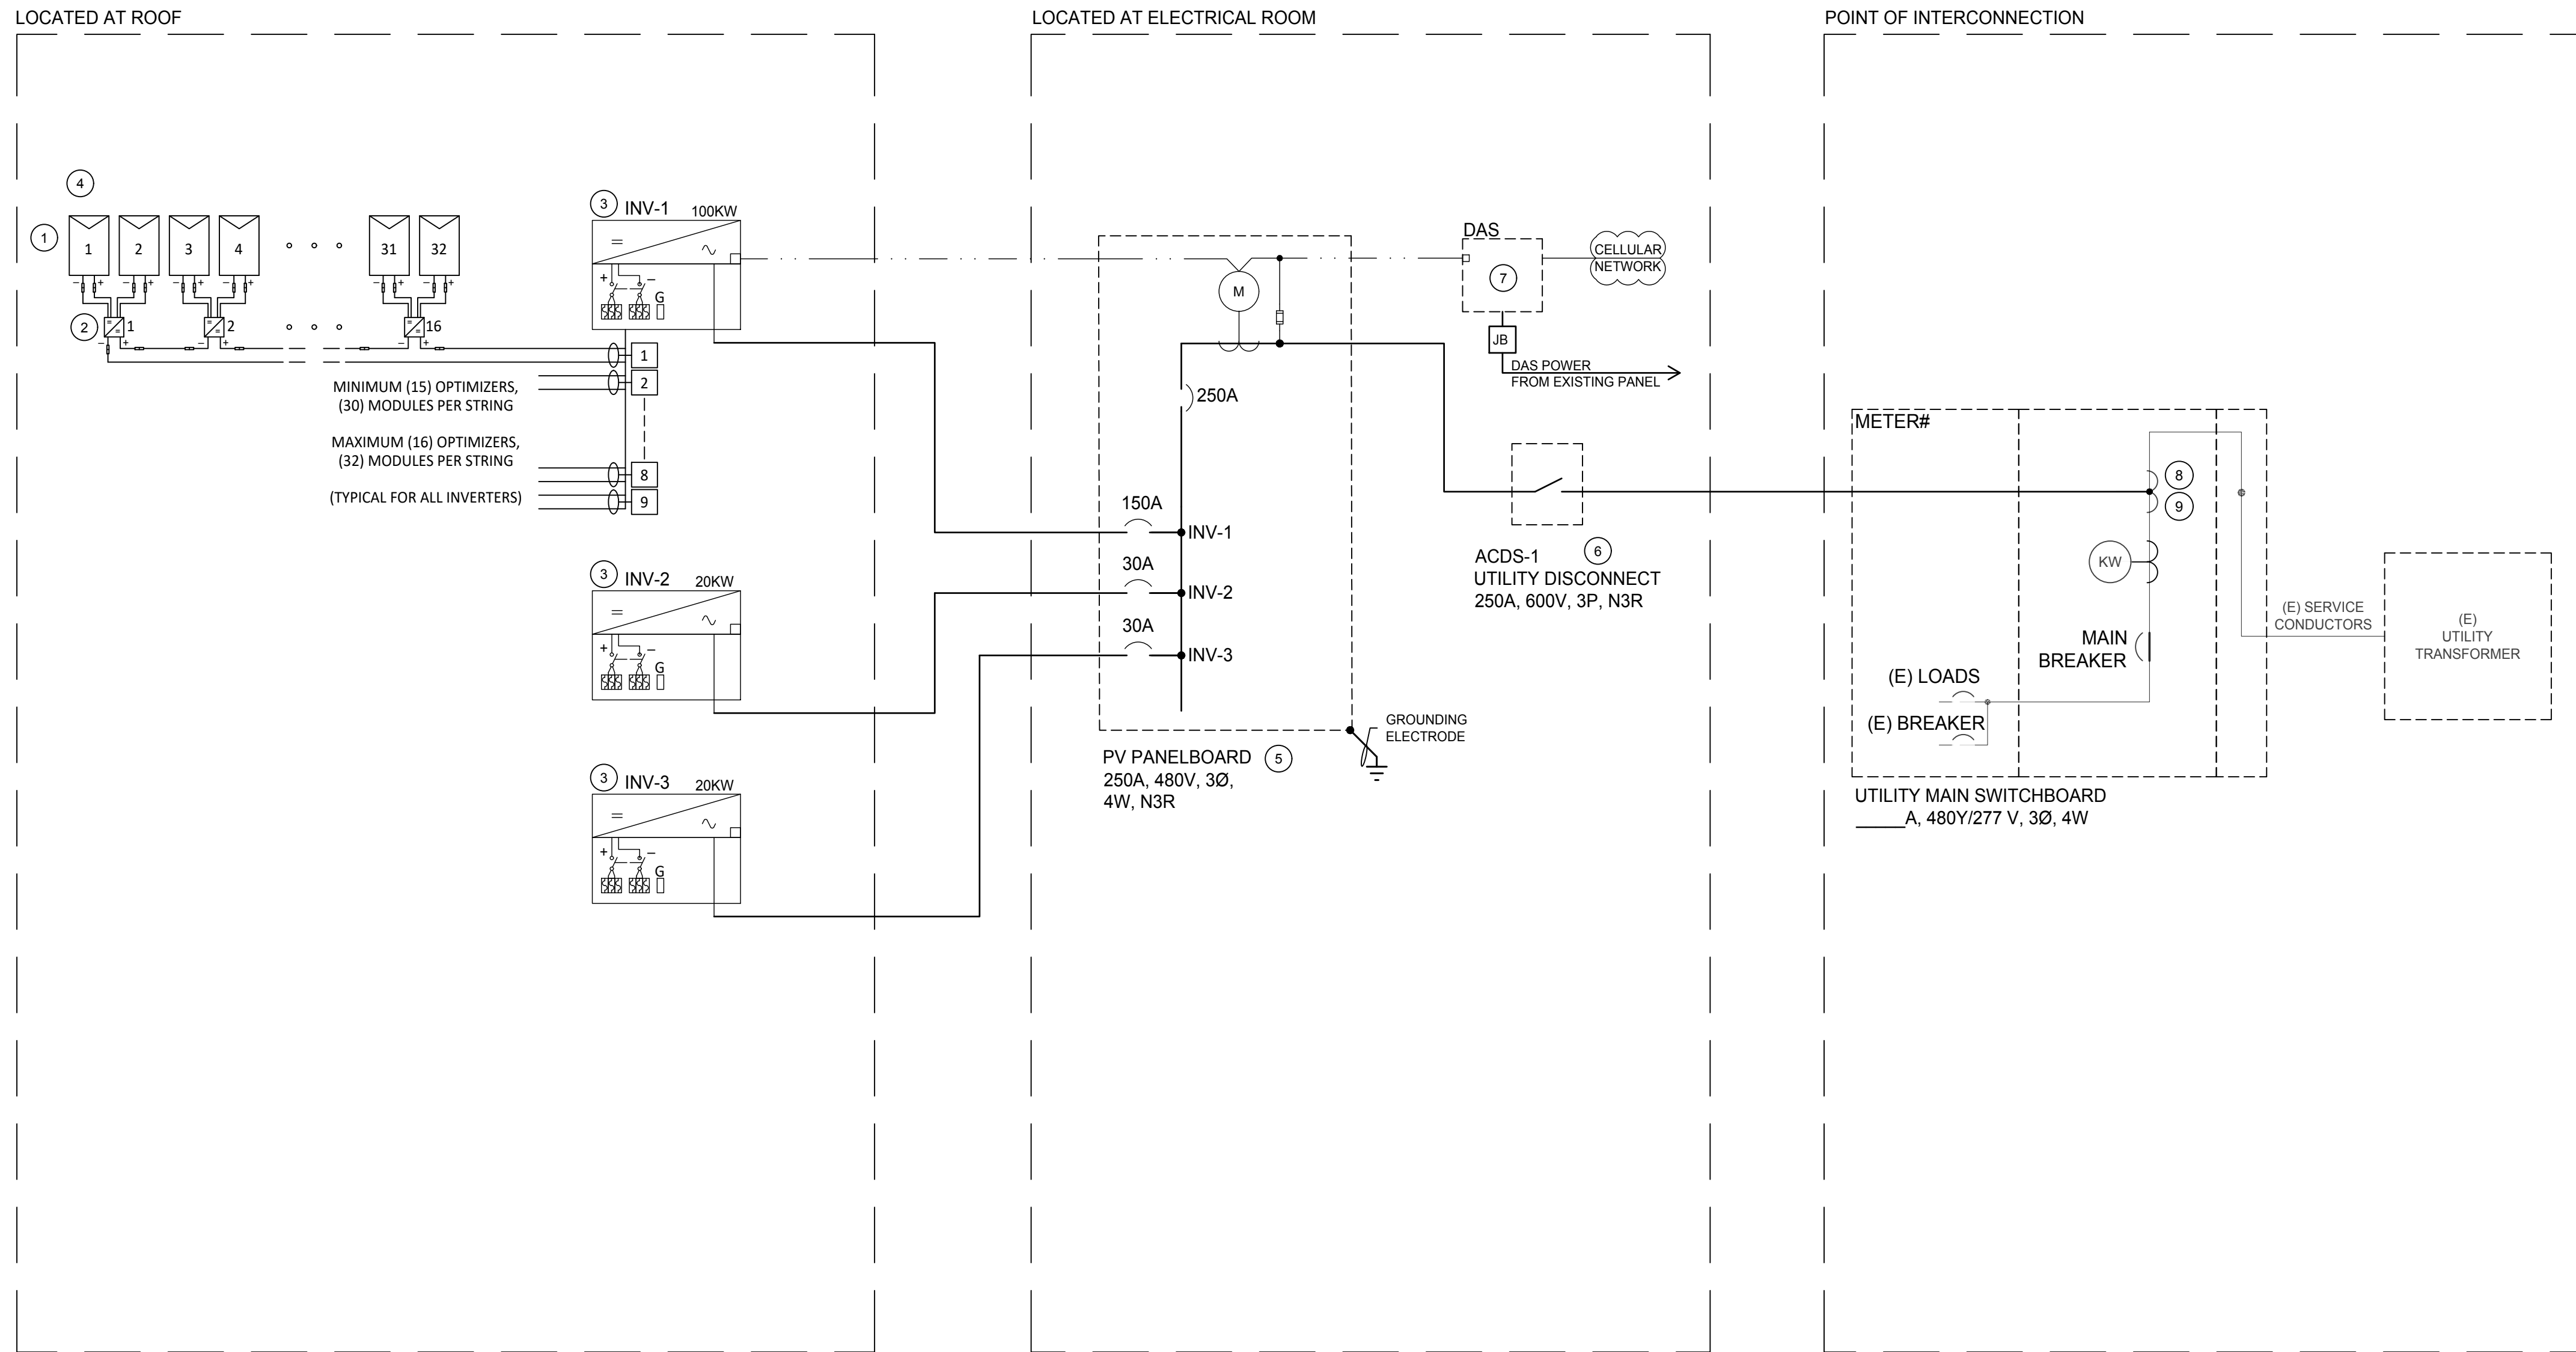 LOCATED AT ROOF
LOCATED AT ELECTRICAL ROOM
POINT OF INTERCONNECTION
4
1
1
2
3
4
31
32
− +
− +
− +
− +
− +
− +
2
1
2
16
− +
− +
− +
MINIMUM (15) OPTIMIZERS,
(30) MODULES PER STRING
MAXIMUM (16) OPTIMIZERS,
(32) MODULES PER STRING
(TYPICAL FOR ALL INVERTERS)
3 INV-1 100KW
+ −
G
1
2
8
9
3 INV-2 20KW
+ −
G
3 INV-3 20KW
+ −
G
M
250A
150A
INV-1
30A
INV-2
30A
INV-3
PV PANELBOARD 5
250A, 480V, 3Ø,
4W, N3R
GROUNDING
ELECTRODE
DAS
7
CELLULAR
NETWORK
JB
DAS POWER
FROM EXISTING PANEL
ACDS-1 6
UTILITY DISCONNECT
250A, 600V, 3P, N3R
METER#
8
9
KW
MAIN
BREAKER
(E) LOADS
(E) BREAKER
UTILITY MAIN SWITCHBOARD
_____A, 480Y/277 V, 3Ø, 4W
(E) SERVICE
CONDUCTORS
(E)
UTILITY
TRANSFORMER